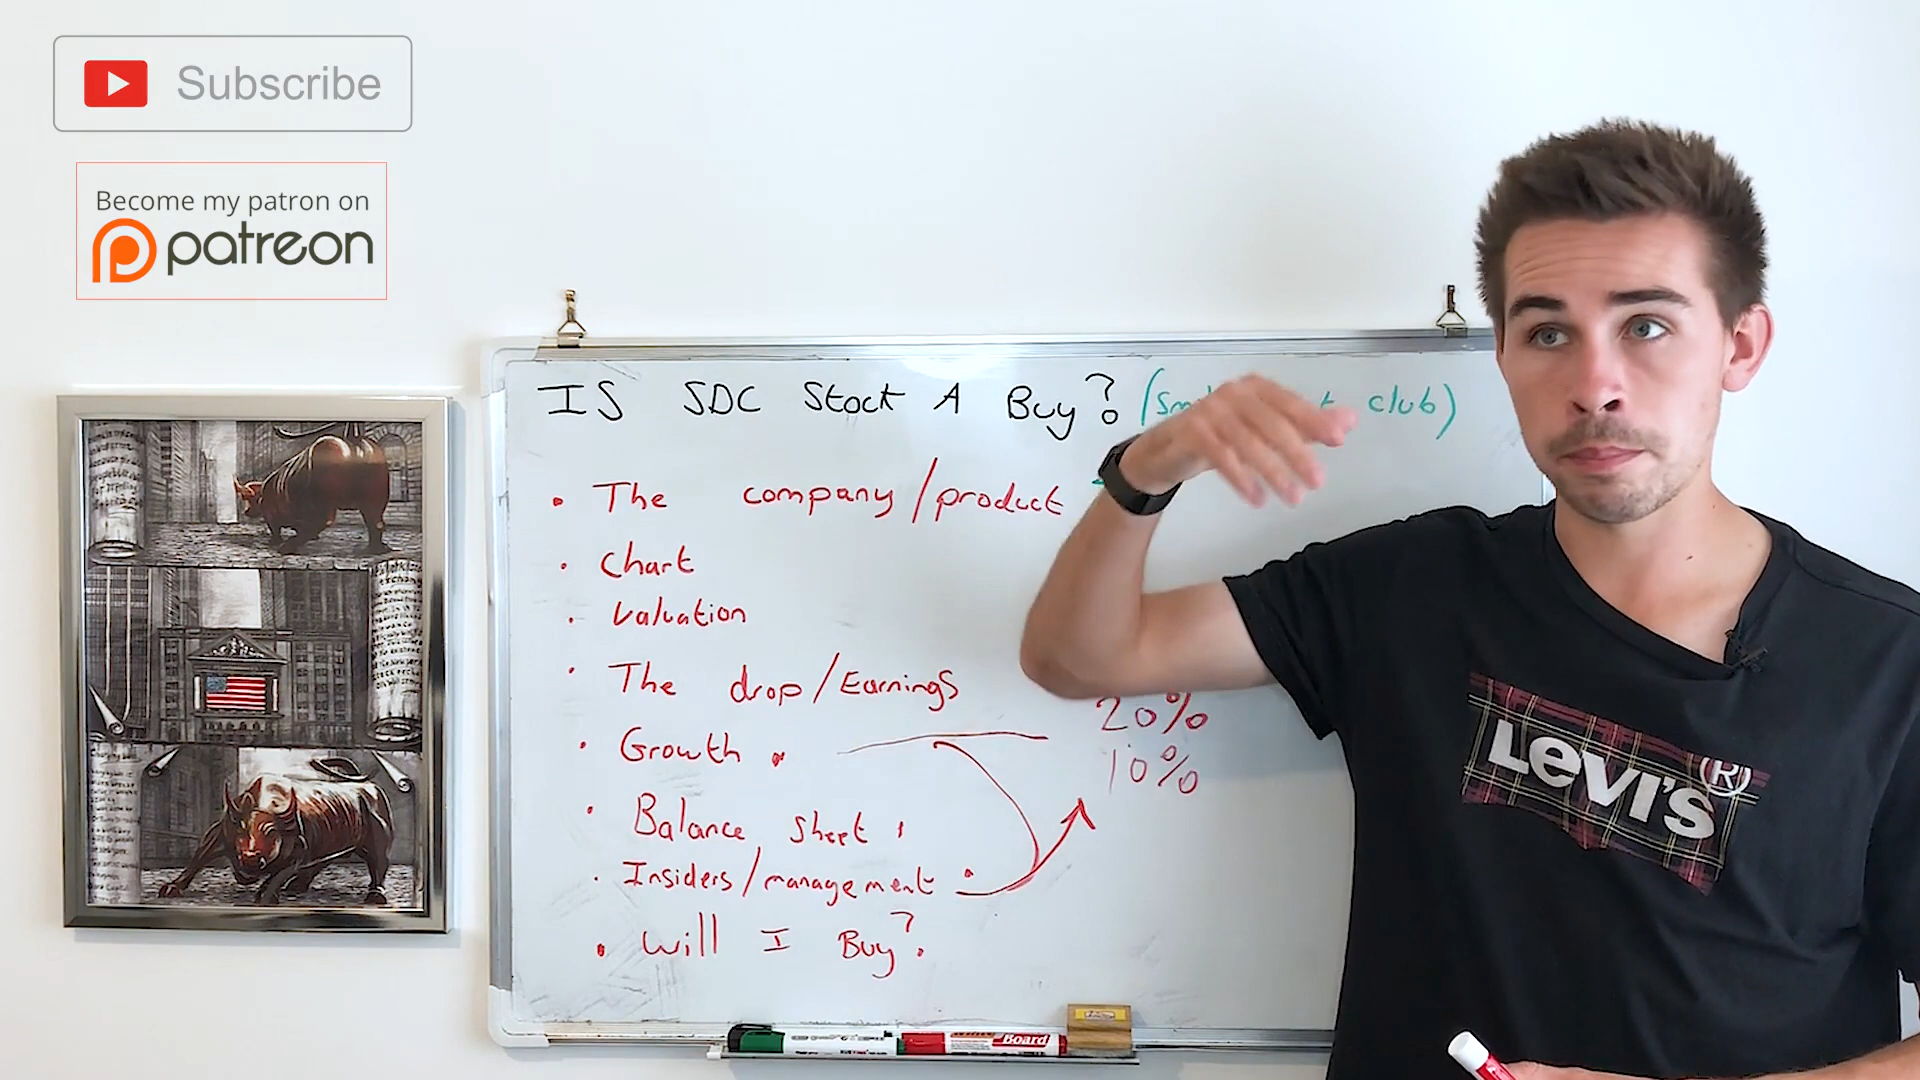 Subscribe
Become my patron on
patreon
IS SDC Stock A Buy? (Sm club)
• The company/product
• Chart
• Valuation
• The drop/Earnings
20%
• Growth
10%
• Balance sheet
• Insiders/management
• Will I Buy?
Board
LEVI'S®